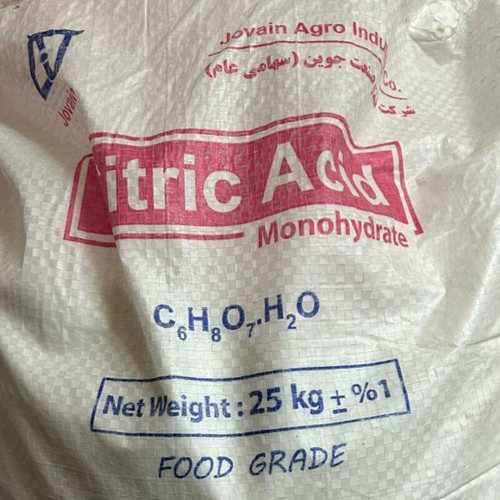 Jovain
Jovain Agro Indu
Co.
صنعت جوین (سهامی عام)
شرکت
itric Acid
Monohydrate
C₆H₈O₇.H₂O
Net Weight: 25 kg ± %1
FOOD GRADE